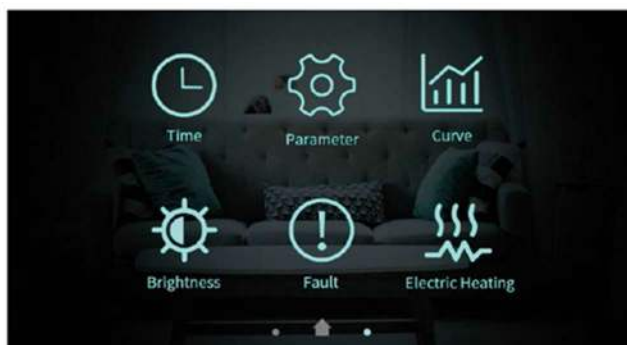 Time
Parameter
Curve
Brightness
Fault
Electric Heating